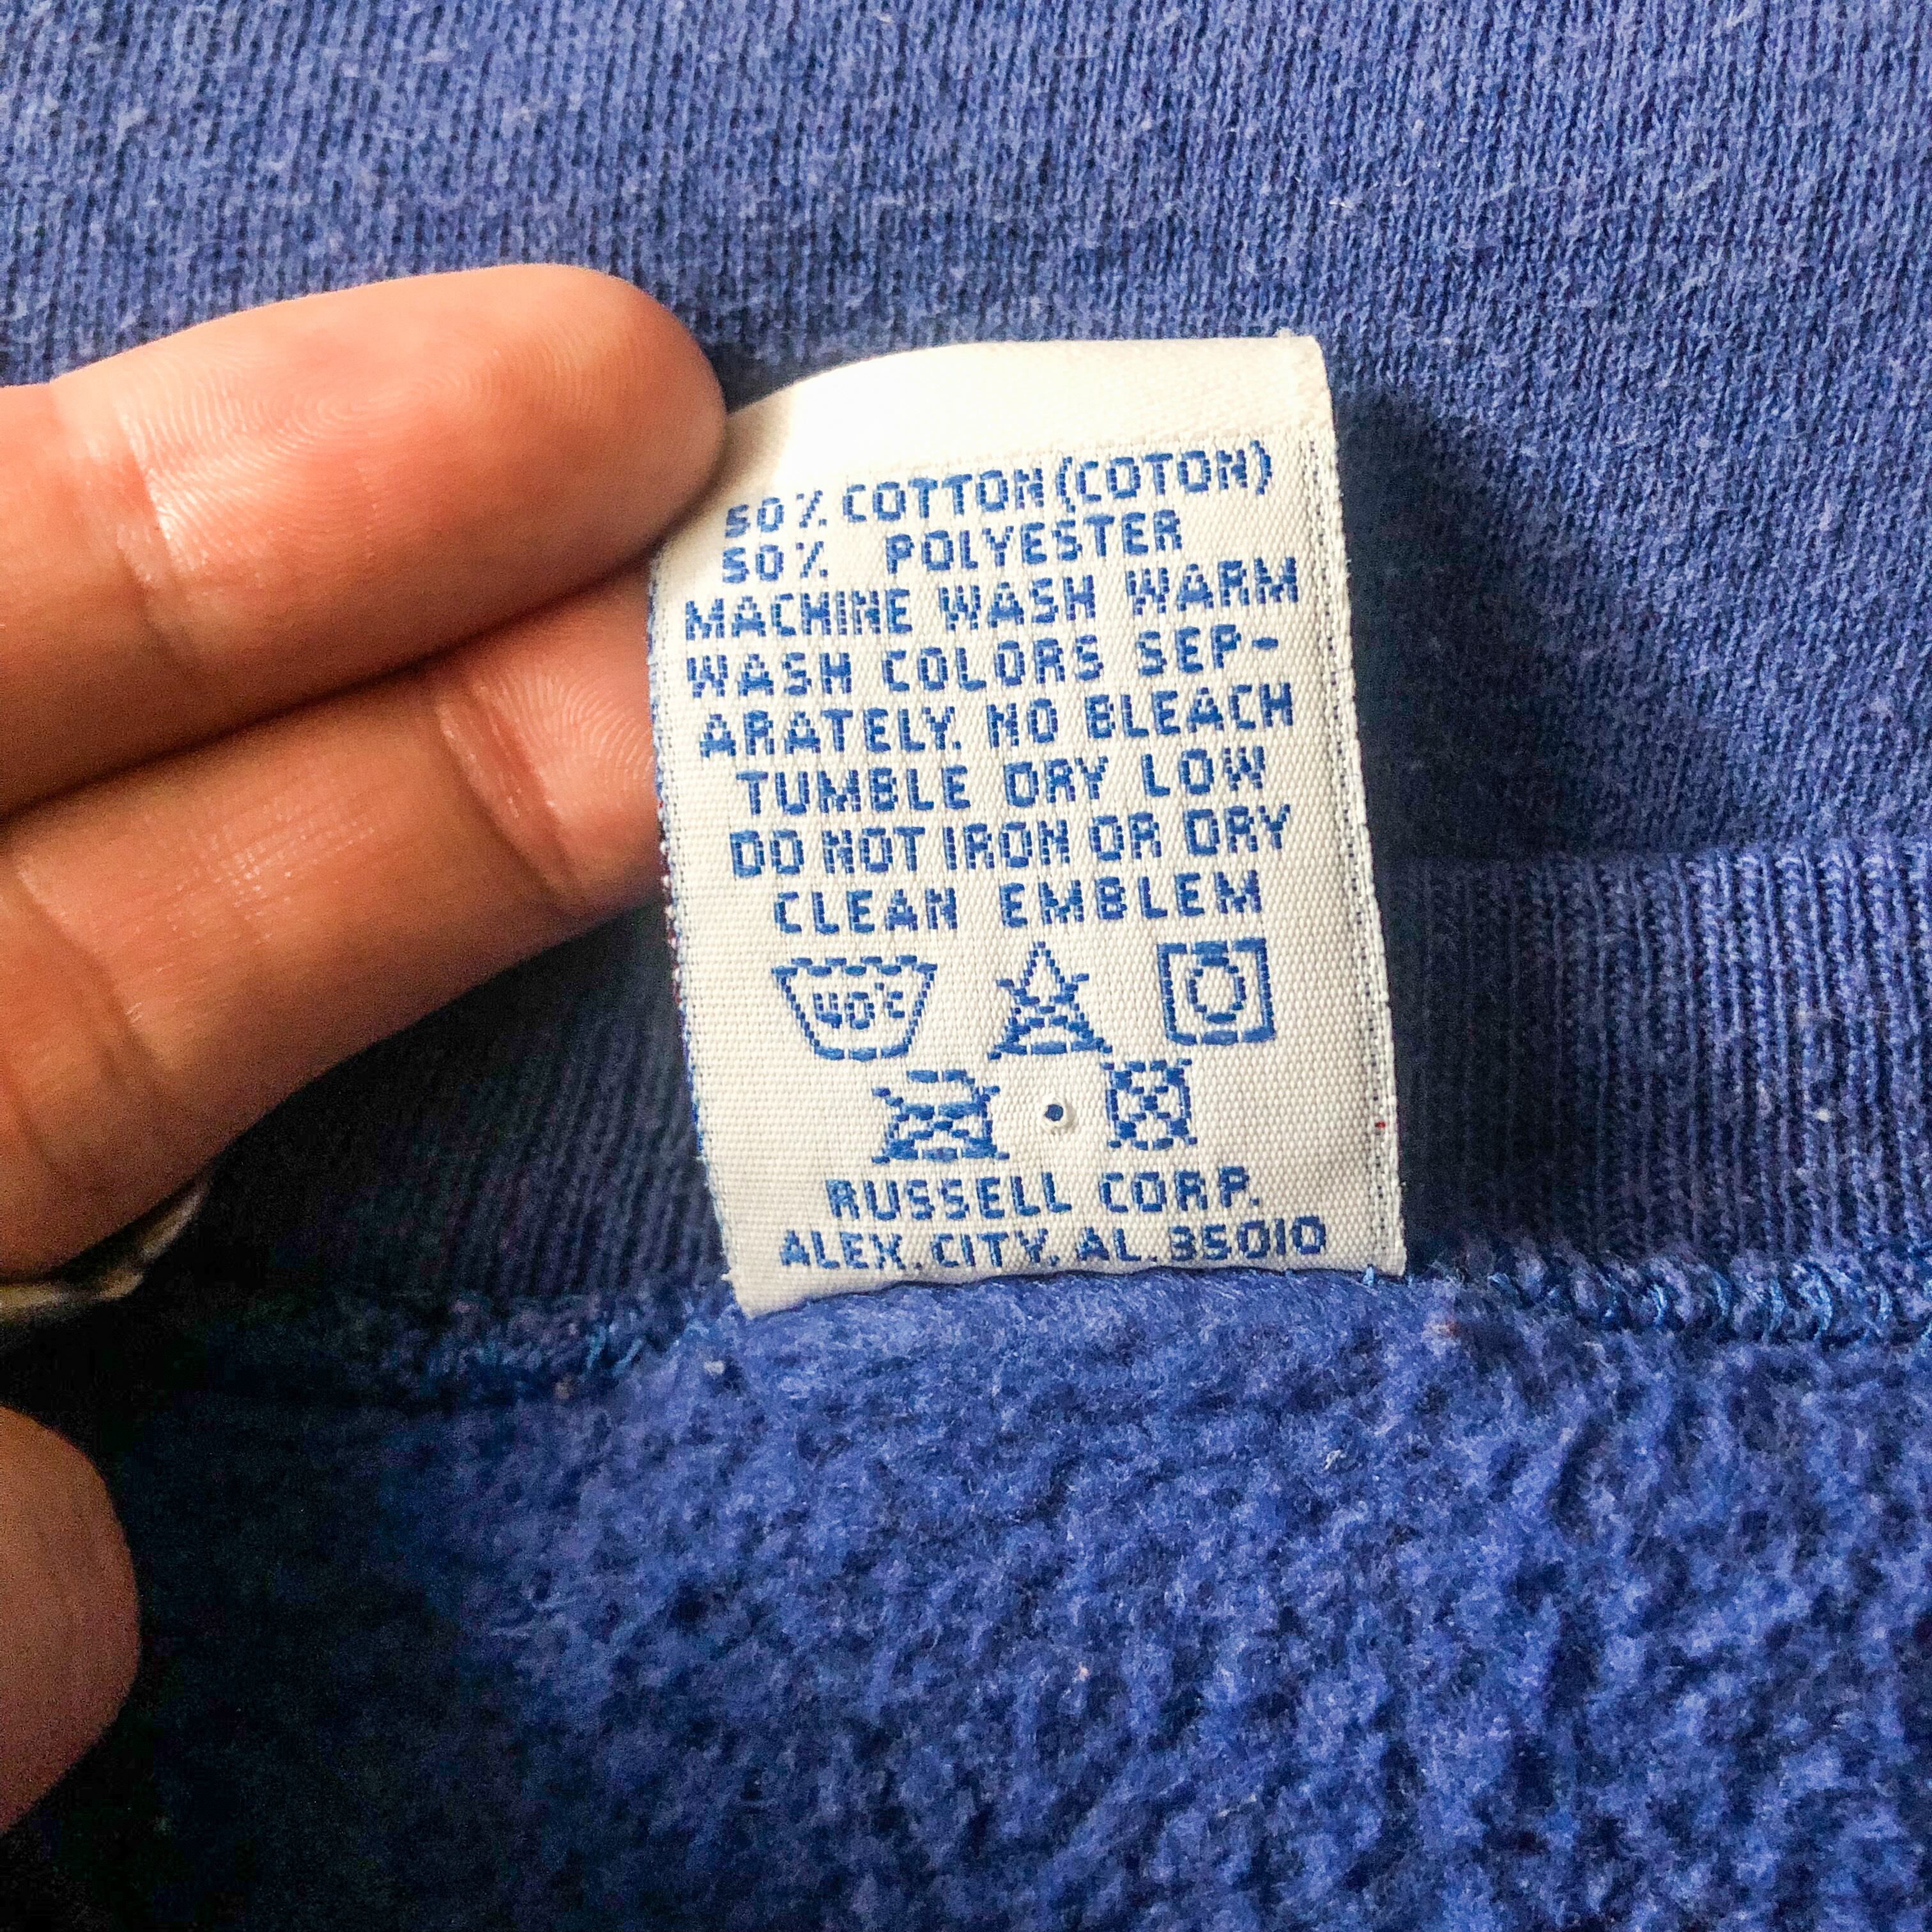 50% COTTON (COTON)
50% POLYESTER
MACHINE WASH WARM
WASH COLORS SEP-
ARATELY. NO BLEACH
TUMBLE DRY LOW
DO NOT IRON OR DRY
CLEAN EMBLEM
40°C
RUSSELL CORP.
ALEX. CITY, AL. 35010